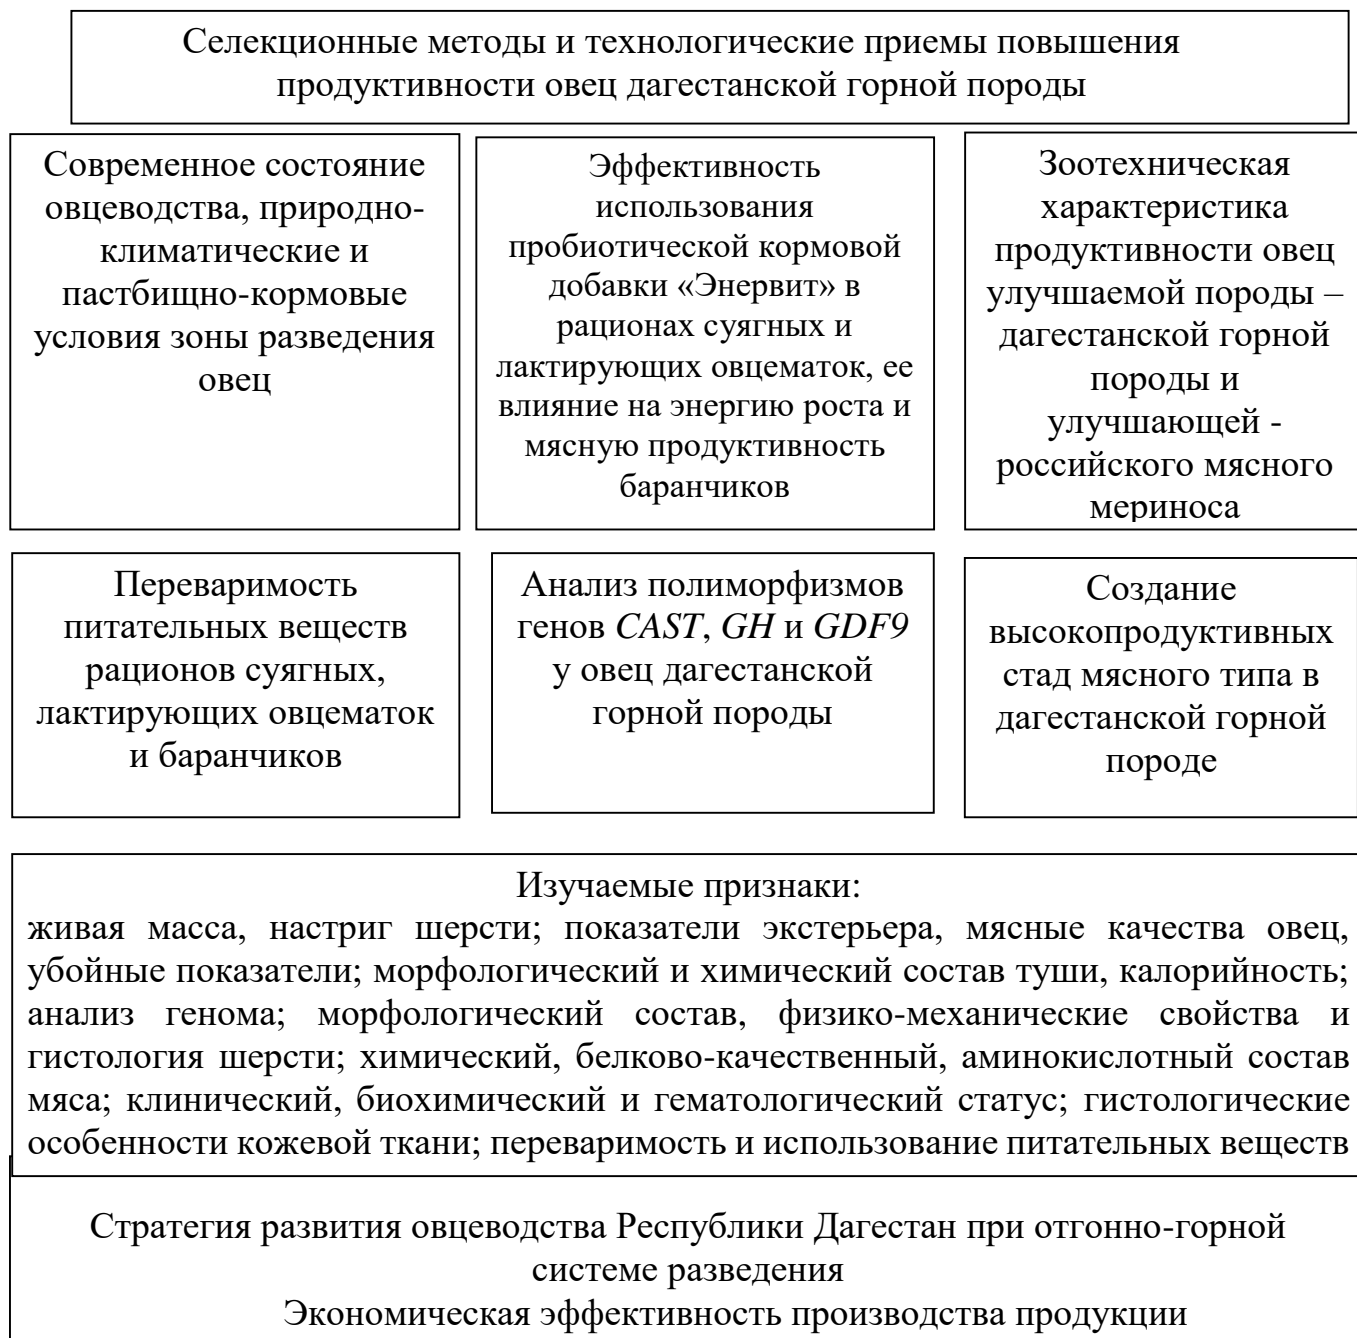 Селекционные методы и технологические приемы повышения
продуктивности овец дагестанской горной породы
Современное состояние
овцеводства, природно-
климатические и
пастбищно-кормовые
условия зоны разведения
овец
Эффективность
использования
пробиотической кормовой
добавки «Энервит» в
рационах суягных и
лактирующих овцематок, ее
влияние на энергию роста и
мясную продуктивность
баранчиков
Зоотехническая
характеристика
продуктивности овец
улучшаемой породы –
дагестанской горной
породы и
улучшающей -
российского мясного
мериноса
Переваримость
питательных веществ
рационов суягных,
лактирующих овцематок
и баранчиков
Анализ полиморфизмов
генов CAST, GH и GDF9
у овец дагестанской
горной породы
Создание
высокопродуктивных
стад мясного типа в
дагестанской горной
породе
Изучаемые признаки:
живая масса, настриг шерсти; показатели экстерьера, мясные качества овец,
убойные показатели; морфологический и химический состав туши, калорийность;
анализ генома; морфологический состав, физико-механические свойства и
гистология шерсти; химический, белково-качественный, аминокислотный состав
мяса; клинический, биохимический и гематологический статус; гистологические
особенности кожевой ткани; переваримость и использование питательных веществ
Стратегия развития овцеводства Республики Дагестан при отгонно-горной
системе разведения
Экономическая эффективность производства продукции